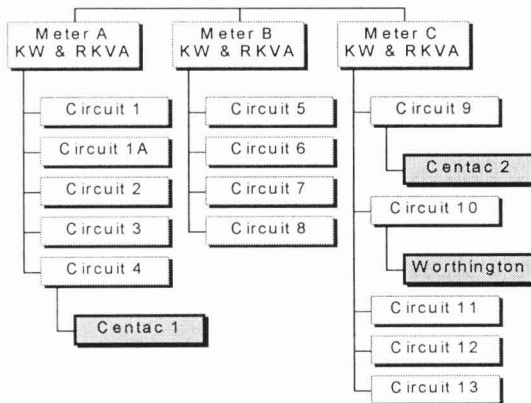 Meter A
KW & RKVA
Circuit 1
Circuit 1A
Circuit 2
Circuit 3
Circuit 4
Centac 1
Meter B
KW & RKVA
Circuit 5
Circuit 6
Circuit 7
Circuit 8
Meter C
KW & RKVA
Circuit 9
Centac 2
Circuit 10
Worthington
Circuit 11
Circuit 12
Circuit 13